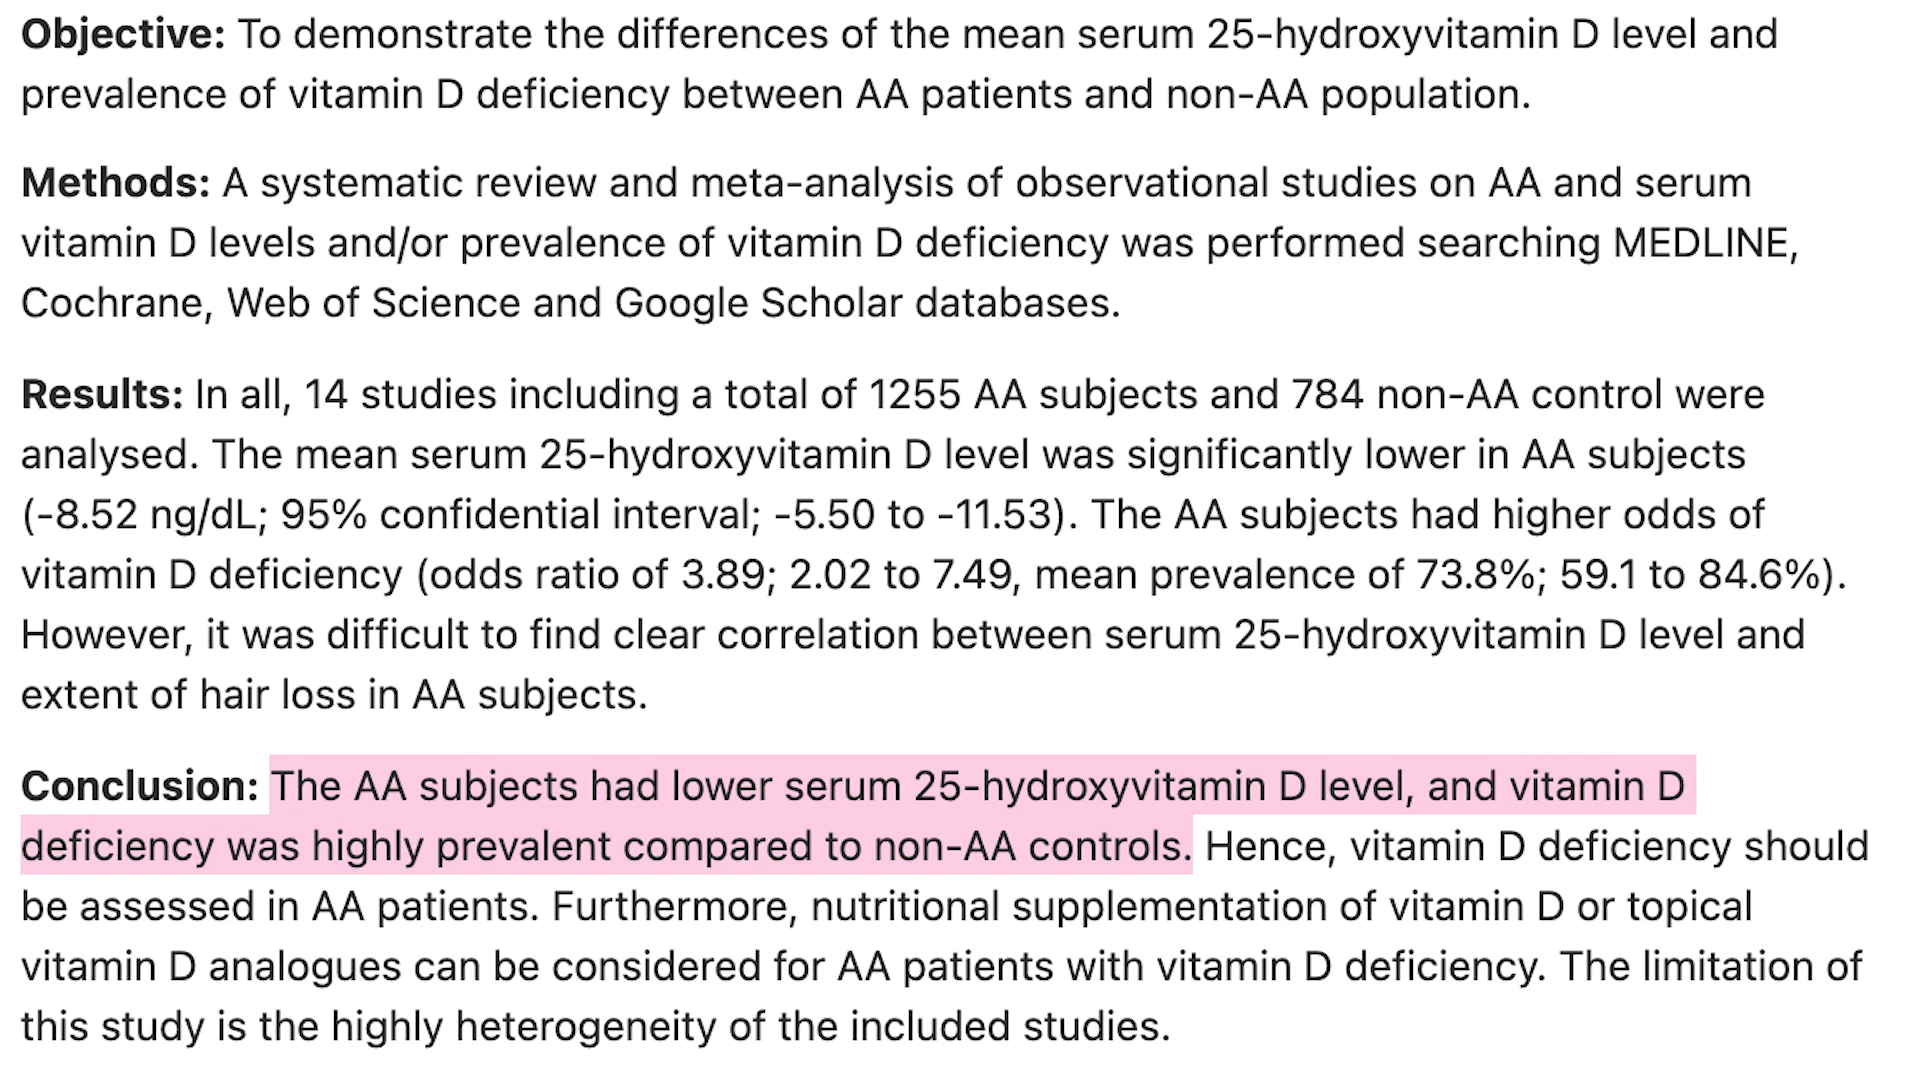 Objective: To demonstrate the differences of the mean serum 25-hydroxyvitamin D level and
prevalence of vitamin D deficiency between AA patients and non-AA population.
Methods: A systematic review and meta-analysis of observational studies on AA and serum
vitamin D levels and/or prevalence of vitamin D deficiency was performed searching MEDLINE,
Cochrane, Web of Science and Google Scholar databases.
Results: In all, 14 studies including a total of 1255 AA subjects and 784 non-AA control were
analysed. The mean serum 25-hydroxyvitamin D level was significantly lower in AA subjects
(-8.52 ng/dL; 95% confidential interval; -5.50 to -11.53). The AA subjects had higher odds of
vitamin D deficiency (odds ratio of 3.89; 2.02 to 7.49, mean prevalence of 73.8%; 59.1 to 84.6%).
However, it was difficult to find clear correlation between serum 25-hydroxyvitamin D level and
extent of hair loss in AA subjects.
Conclusion: The AA subjects had lower serum 25-hydroxyvitamin D level, and vitamin D
deficiency was highly prevalent compared to non-AA controls. Hence, vitamin D deficiency should
be assessed in AA patients. Furthermore, nutritional supplementation of vitamin D or topical
vitamin D analogues can be considered for AA patients with vitamin D deficiency. The limitation of
this study is the highly heterogeneity of the included studies.